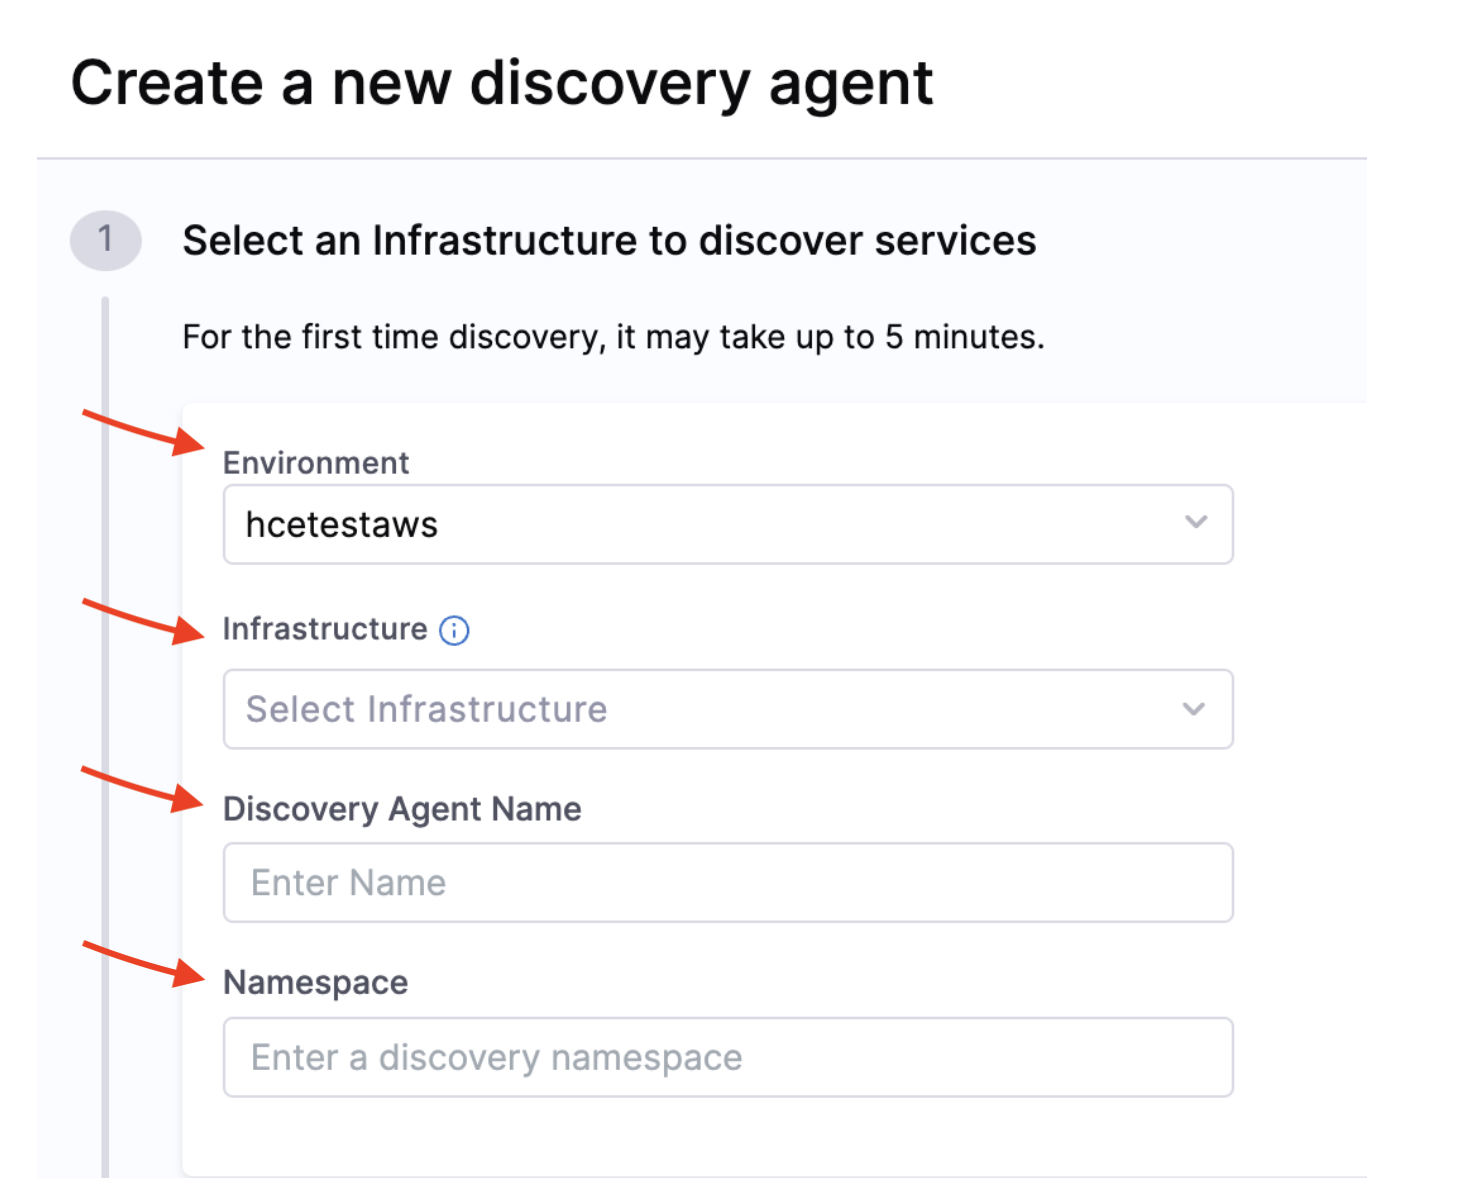 Create a new discovery agent
1
Select an Infrastructure to discover services
For the first time discovery, it may take up to 5 minutes.
Environment
hcetestaws
Infrastructure
Select Infrastructure
Discovery Agent Name
Enter Name
Namespace
Enter a discovery namespace